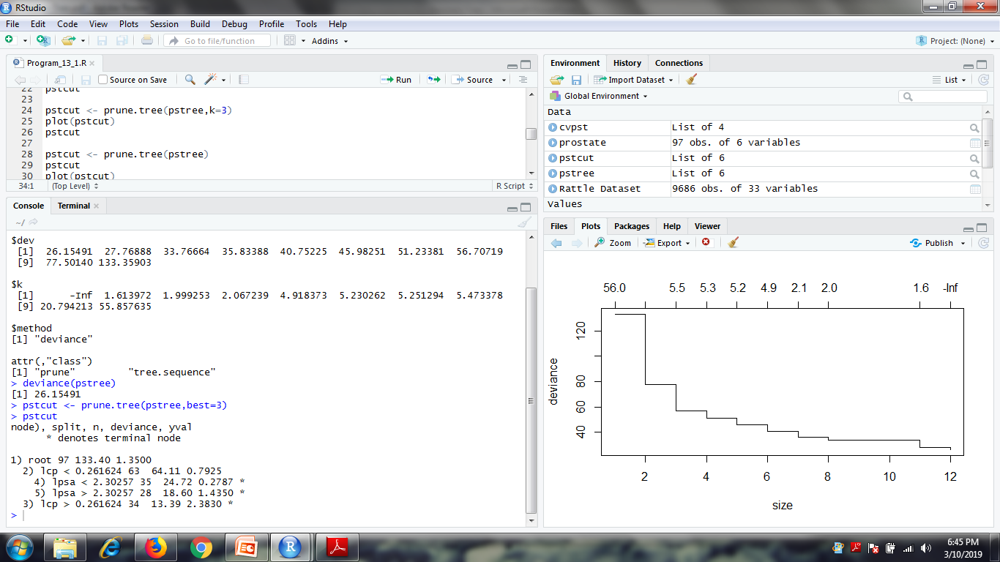 RStudio
File Edit Code View Plots Session Build Debug Profile Tools Help
Go to file/function Addins Project: (None)
Program_13_1.R
Source on Save Run Source
22 pstcut
23
24 pstcut <- prune.tree(pstree,k=3)
25 plot(pstcut)
26 pstcut
27
28 pstcut <- prune.tree(pstree)
29 pstcut
30 plot(pstcut)
34:1 (Top Level) R Script
Console Terminal
~/
$dev
[1] 26.15491 27.76888 33.76664 35.83388 40.75225 45.98251 51.23381 56.70719
[9] 77.50140 133.35903
$k
[1] -Inf 1.613972 1.999253 2.067239 4.918373 5.230262 5.251294 5.473378
[9] 20.794213 55.857635
$method
[1] "deviance"
attr(,"class")
[1] "prune" "tree.sequence"
> deviance(pstree)
[1] 26.15491
> pstcut <- prune.tree(pstree,best=3)
> pstcut
node), split, n, deviance, yval
* denotes terminal node
1) root 97 133.40 1.3500
2) lcp < 0.261624 63 64.11 0.7925
4) lpsa < 2.30257 35 24.72 0.2787 *
5) lpsa > 2.30257 28 18.60 1.4350 *
3) lcp > 0.261624 34 13.39 2.3830 *
>
Environment History Connections
Import Dataset List
Global Environment
Data
cvpst List of 4
prostate 97 obs. of 6 variables
pstcut List of 6
pstree List of 6
Rattle Dataset 9686 obs. of 33 variables
Values
Files Plots Packages Help Viewer
Zoom Export Publish
56.0 5.5 5.3 5.2 4.9 2.1 2.0 1.6 -Inf
120
80
60
40
deviance
2 4 6 8 10 12
size
6:45 PM
3/10/2019